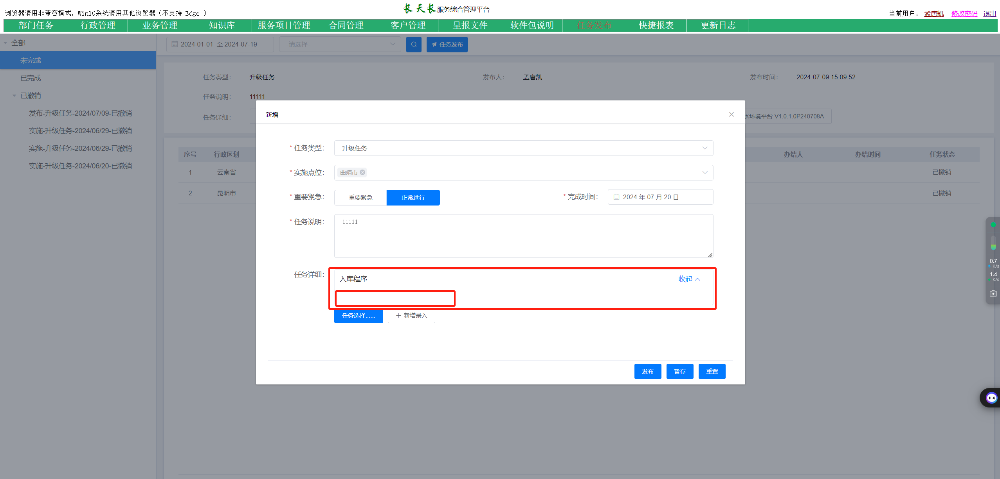 长天长服务综合管理平台
浏览器请用非兼容模式，Win10系统请用其他浏览器（不支持 Edge ）
当前用户： 孟唐凯 修改密码 退出
部门任务 行政管理 业务管理 知识库 服务项目管理 合同管理 客户管理 呈报文件 软件包说明 任务发布 快捷报表 更新日志
全部
未完成
已完成
已撤销
发布-升级任务-2024/07/09-已撤销
实施-升级任务-2024/06/29-已撤销
实施-升级任务-2024/06/29-已撤销
实施-升级任务-2024/06/20-已撤销
2024-01-01 至 2024-07-19 -请选择- 任务发布
任务类型： 升级任务 发布人： 孟唐凯 发布时间： 2024-07-09 15:09:52
任务说明： 11111
任务详细： 水环境平台-V1.0.1.0P240708A
序号 行政区划 办结人 办结时间 任务状态
1 云南省 已撤销
2 昆明市 已撤销
新增
* 任务类型： 升级任务
* 实施点位： 曲靖市
* 重要紧急： 重要紧急 正常进行 * 完成时间： 2024 年 07 月 20 日
* 任务说明： 11111
任务详细： 入库程序 收起
任务选择...... 新增录入
发布 暂存 重置
0.7
K/s
1.4
K/s